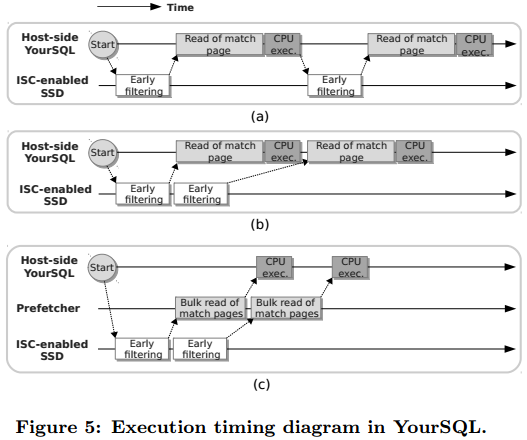 Time
Host-side
YourSQL
Start
Read of match
page
CPU
exec.
Read of match
page
CPU
exec.
ISC-enabled
SSD
Early
filtering
Early
filtering
(a)
Host-side
YourSQL
Start
Read of match
page
CPU
exec.
Read of match
page
CPU
exec.
ISC-enabled
SSD
Early
filtering
Early
filtering
(b)
Host-side
YourSQL
Start
CPU
exec.
CPU
exec.
Prefetcher
Bulk read of
match pages
Bulk read of
match pages
ISC-enabled
SSD
Early
filtering
Early
filtering
(c)
Figure 5: Execution timing diagram in YourSQL.